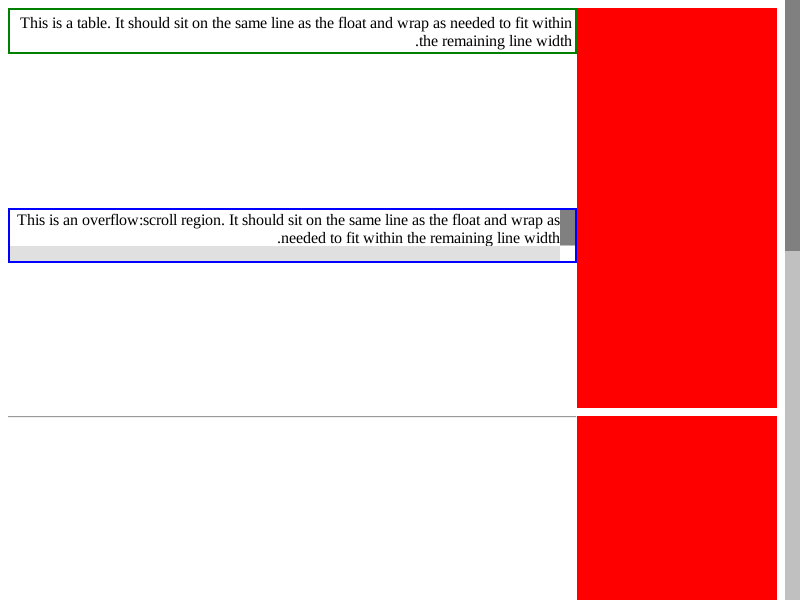 This is a table. It should sit on the same line as the float and wrap as needed to fit within
.the remaining line width
This is an overflow:scroll region. It should sit on the same line as the float and wrap as
.needed to fit within the remaining line width